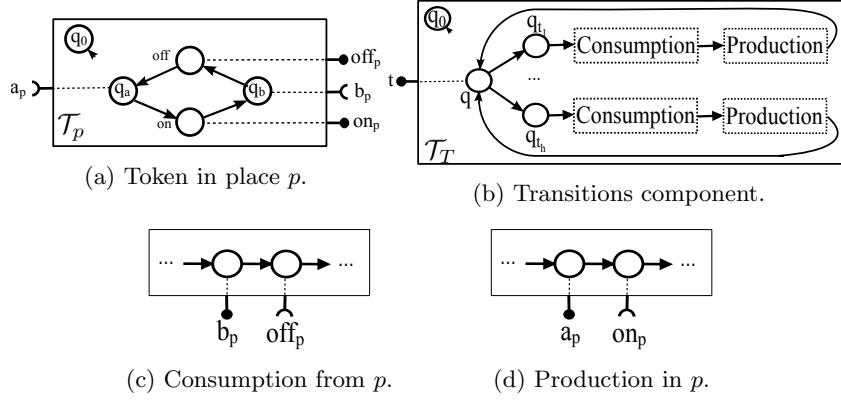 q0
off
offp
ap
qa
qb
bp
on
onp
Tp
(a) Token in place p.
q0
qt1
Consumption
Production
t
q
...
qth
Consumption
Production
TT
(b) Transitions component.
... ...
bp offp
(c) Consumption from p.
... ...
ap onp
(d) Production in p.